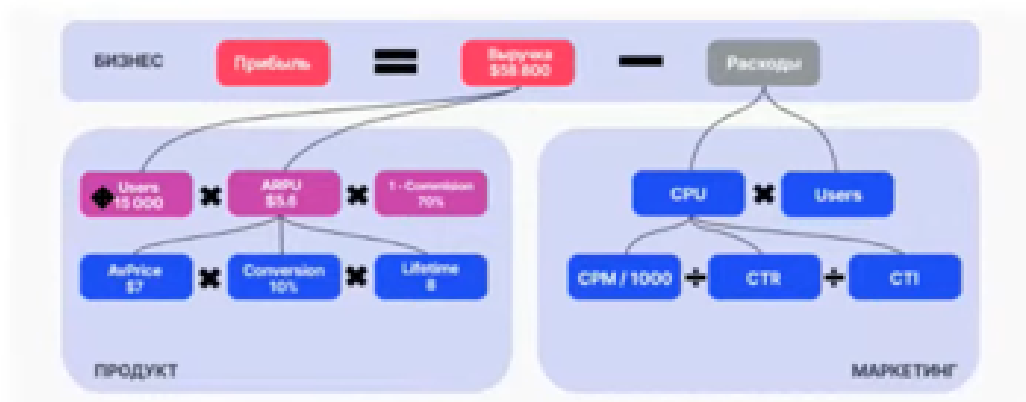 БИЗНЕС
Прибыль
=
Выручка
$58 800
—
Расходы
Users
15 000
×
ARPU
$5.6
×
1 - Commision
70%
CPU
×
Users
AvPrice
$7
×
Conversion
10%
×
Lifetime
8
CPM / 1000
÷
CTR
÷
CTI
ПРОДУКТ
МАРКЕТИНГ